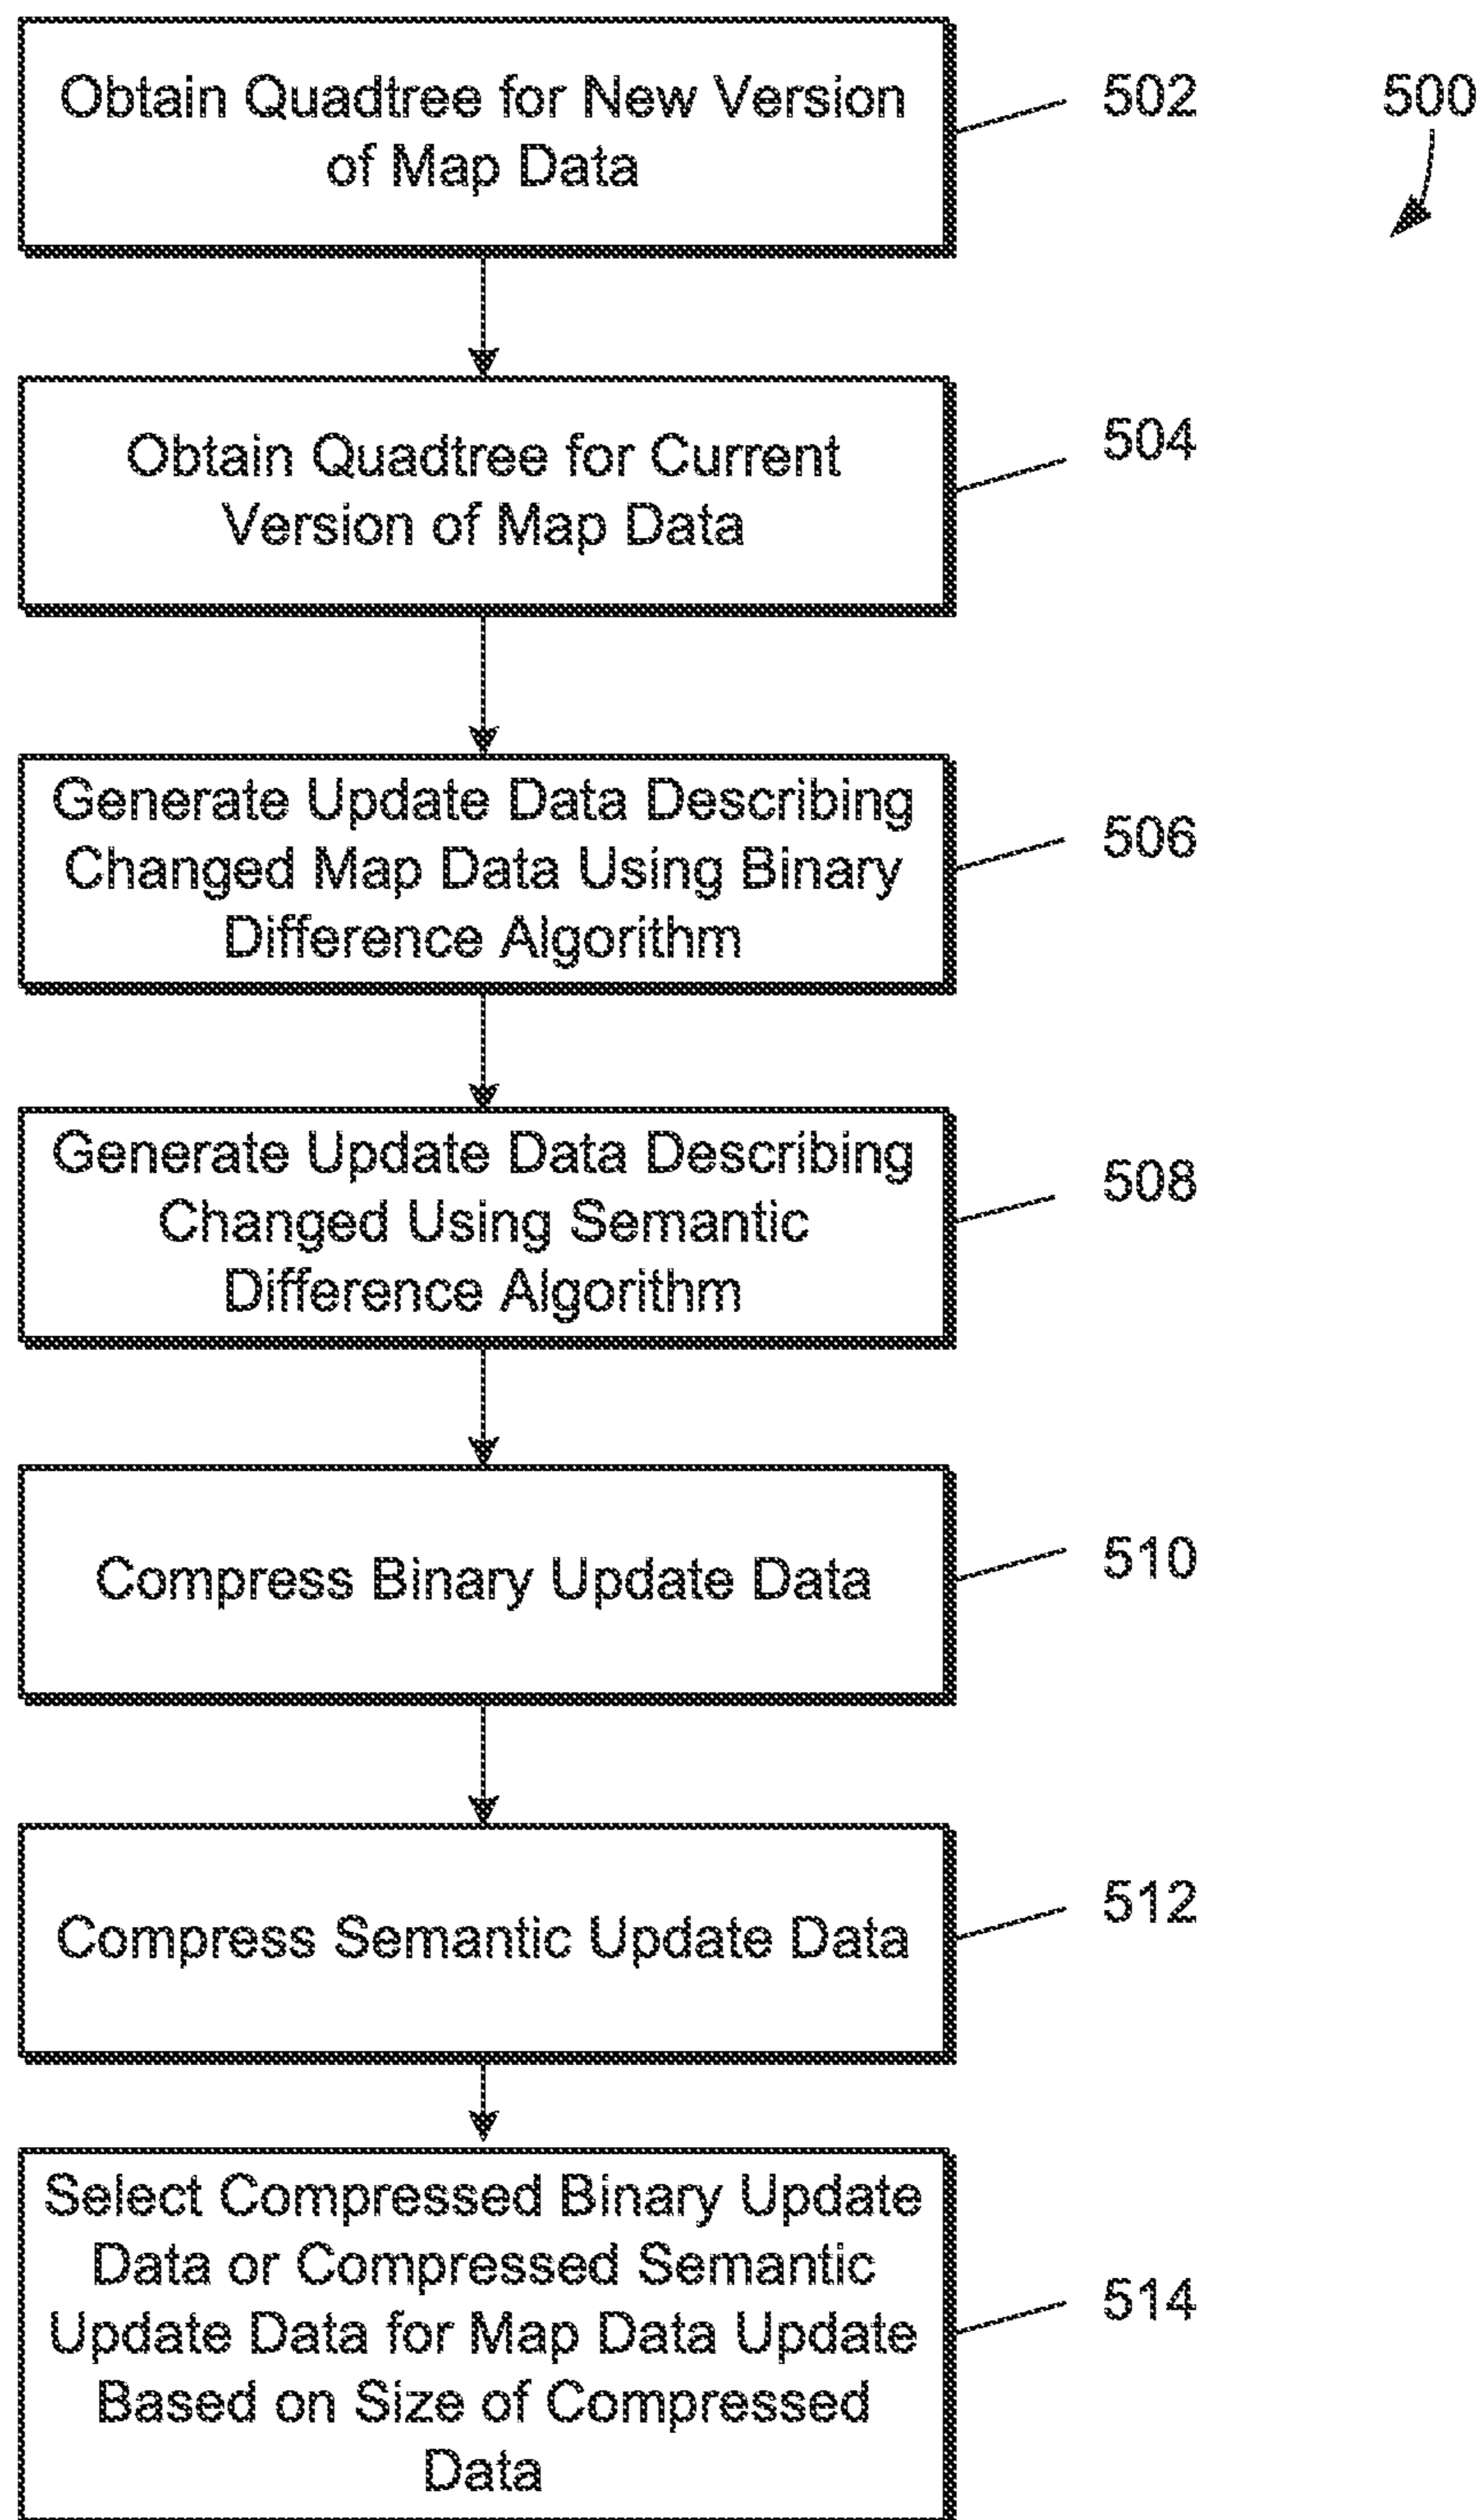 Obtain Quadtree for New Version
of Map Data
502
500
Obtain Quadtree for Current
Version of Map Data
504
Generate Update Data Describing
Changed Map Data Using Binary
Difference Algorithm
506
Generate Update Data Describing
Changed Using Semantic
Difference Algorithm
508
Compress Binary Update Data
510
Compress Semantic Update Data
512
Select Compressed Binary Update
Data or Compressed Semantic
Update Data for Map Data Update
Based on Size of Compressed
Data
514